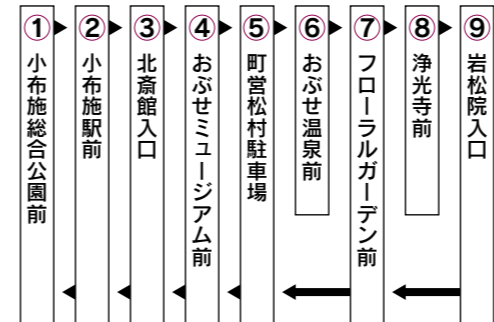 ① 小布施総合公園前
② 小布施駅前
③ 北斎館入口
④ おぶせミュージアム前
⑤ 町営松村駐車場
⑥ おぶせ温泉前
⑦ フローラルガーデン前
⑧ 浄光寺前
⑨ 岩松院入口